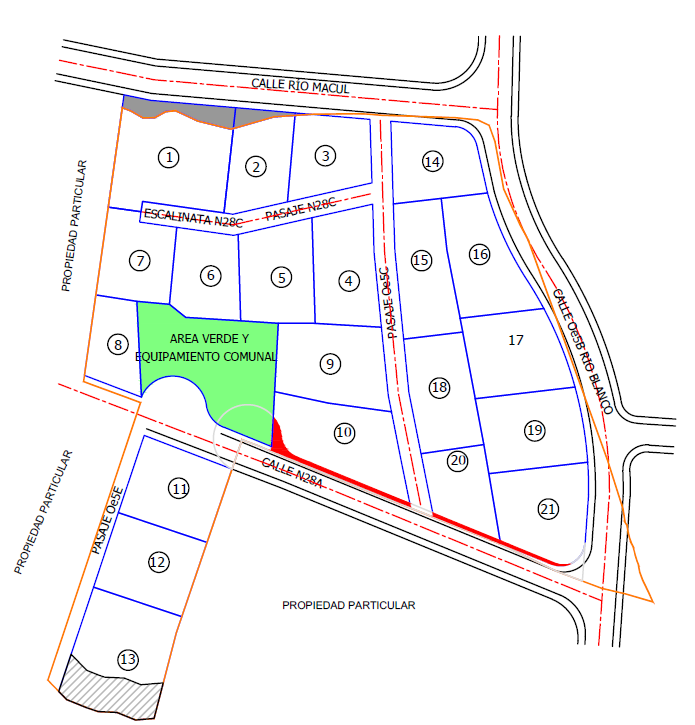 CALLE RÍO MACUL
1
2
3
14
PROPIEDAD PARTICULAR
ESCALINATA N28C
PASAJE N28C
7
6
5
4
15
16
PASAJE Oe5C
CALLE Oe5B RIO BLANCO
8
AREA VERDE Y
EQUIPAMIENTO COMUNAL
9
17
18
10
19
20
CALLE N28A
11
21
PROPIEDAD PARTICULAR
PASAJE Oe5E
12
PROPIEDAD PARTICULAR
13